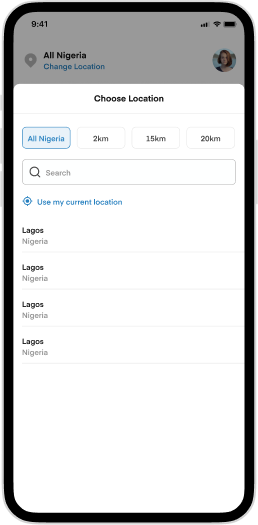 9:41
All Nigeria
Change Location
Choose Location
All Nigeria
2km
15km
20km
Search
Use my current location
Lagos
Nigeria
Lagos
Nigeria
Lagos
Nigeria
Lagos
Nigeria